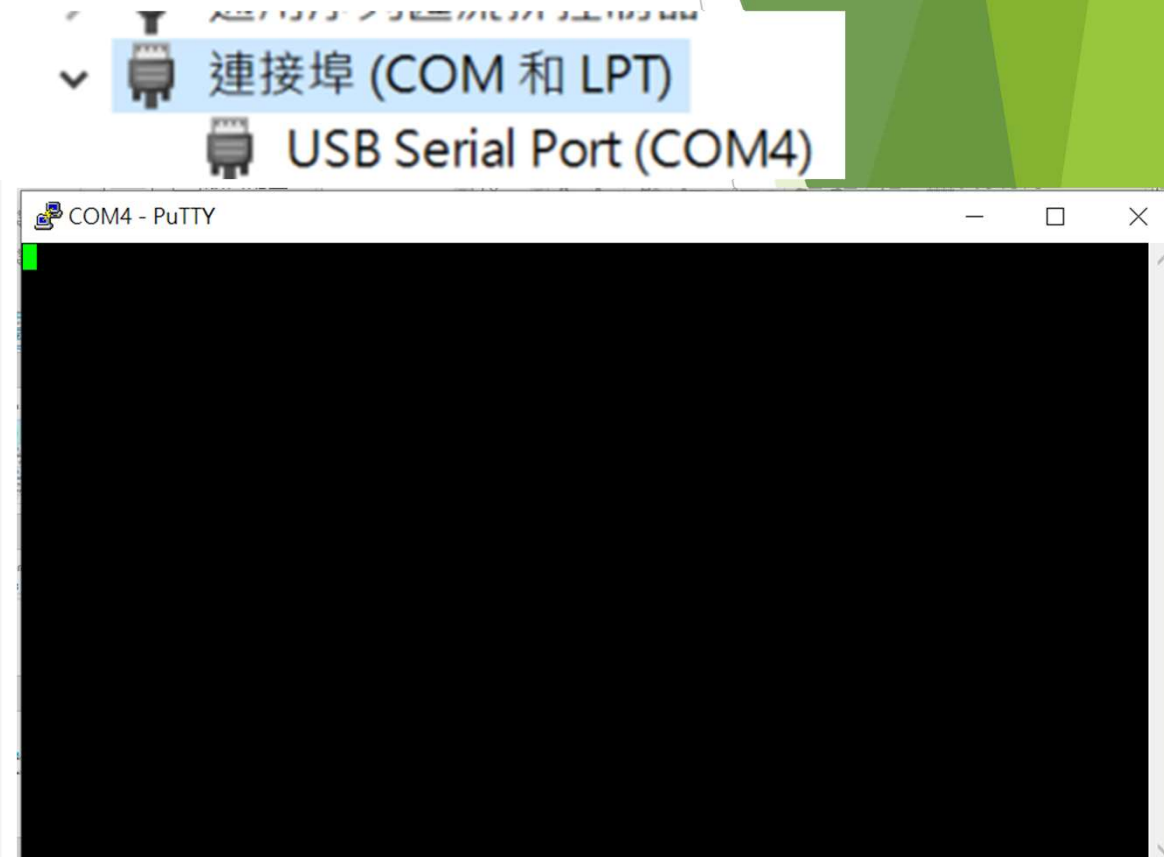 連接埠 (COM 和 LPT)
USB Serial Port (COM4)
COM4 - PuTTY